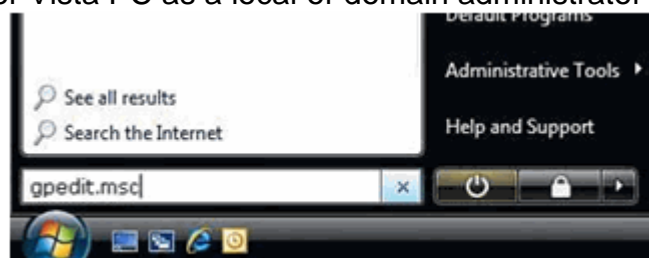 or Vista PC as a local or domain administrator
Default Programs
Administrative Tools
See all results
Search the Internet
Help and Support
gpedit.msc